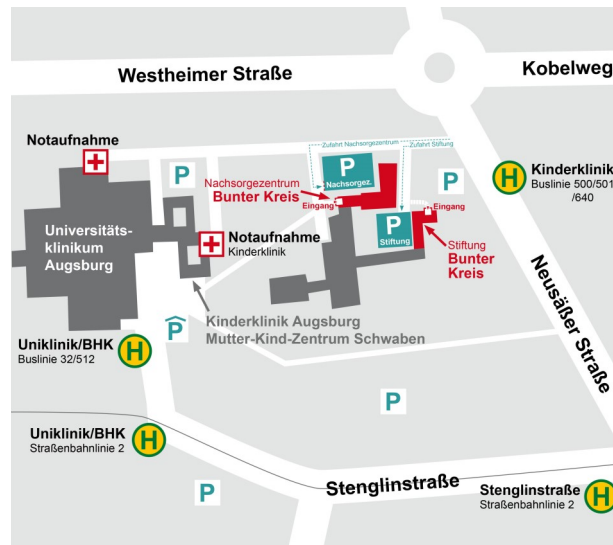 Westheimer Straße
Kobelweg
Notaufnahme
Zufahrt Nachsorgezentrum
Zufahrt Stiftung
P
P
Nachsorgez.
P
H
Kinderklinik
Buslinie 500/501
/640
Nachsorgezentrum
Bunter Kreis
Eingang
Eingang
P
Stiftung
Universitäts-
klinikum
Augsburg
Notaufnahme
Kinderklinik
Stiftung
Bunter
Kreis
Neusäßer Straße
P
Kinderklinik Augsburg
Mutter-Kind-Zentrum Schwaben
Uniklinik/BHK
Buslinie 32/512
H
P
Uniklinik/BHK
Straßenbahnlinie 2
H
P
Stenglinstraße
Stenglinstraße
Straßenbahnlinie 2
H